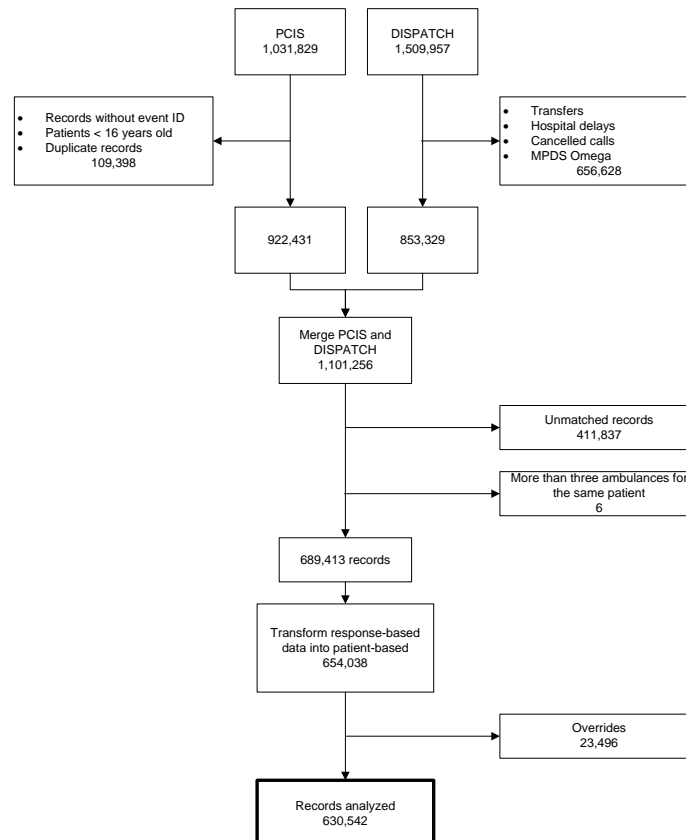 PCIS
1,031,829
DISPATCH
1,509,957
• Records without event ID
• Patients < 16 years old
• Duplicate records
109,398
• Transfers
• Hospital delays
• Cancelled calls
• MPDS Omega
656,628
922,431
853,329
Merge PCIS and
DISPATCH
1,101,256
Unmatched records
411,837
More than three ambulances for
the same patient
6
689,413 records
Transform response-based
data into patient-based
654,038
Overrides
23,496
Records analyzed
630,542